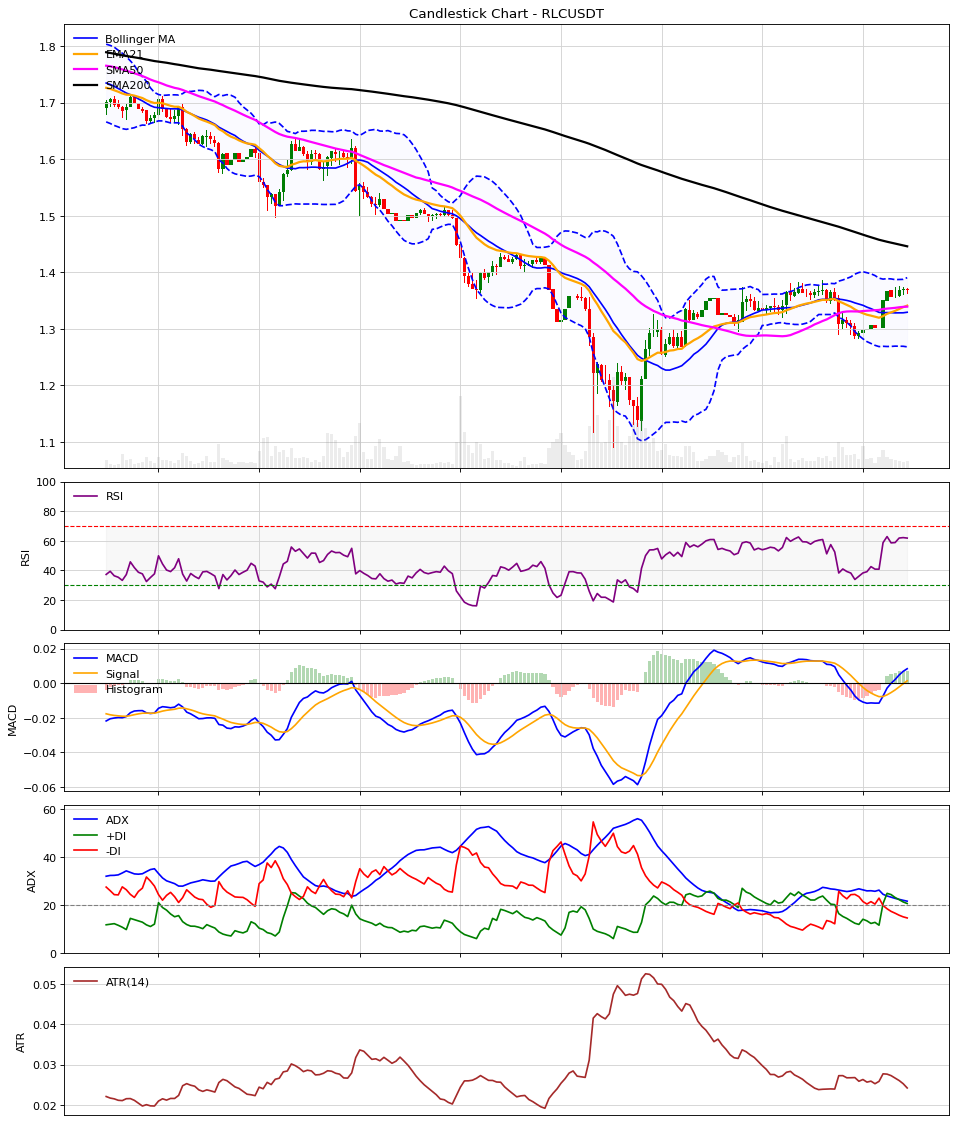 Candlestick Chart - RLCUSDT
Bollinger MA
EMA21
SMA50
SMA200
1.8
1.7
1.6
1.5
1.4
1.3
1.2
1.1
RSI
100
80
60
40
20
0
RSI
MACD
Signal
Histogram
0.02
0.00
−0.02
−0.04
−0.06
MACD
ADX
+DI
-DI
60
40
20
0
ADX
ATR(14)
0.05
0.04
0.03
0.02
ATR